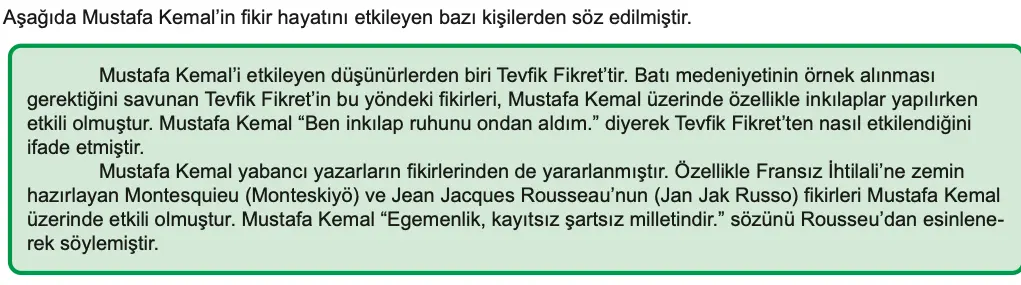 Aşağıda Mustafa Kemal’in fikir hayatını etkileyen bazı kişilerden söz edilmiştir.
Mustafa Kemal’i etkileyen düşünürlerden biri Tevfik Fikret’tir. Batı medeniyetinin örnek alınması
gerektiğini savunan Tevfik Fikret’in bu yöndeki fikirleri, Mustafa Kemal üzerinde özellikle inkılaplar yapılırken
etkili olmuştur. Mustafa Kemal “Ben inkılap ruhunu ondan aldım.” diyerek Tevfik Fikret’ten nasıl etkilendiğini
ifade etmiştir.
Mustafa Kemal yabancı yazarların fikirlerinden de yararlanmıştır. Özellikle Fransız İhtilali’ne zemin
hazırlayan Montesquieu (Monteskiyö) ve Jean Jacques Rousseau’nun (Jan Jak Russo) fikirleri Mustafa Kemal
üzerinde etkili olmuştur. Mustafa Kemal “Egemenlik, kayıtsız şartsız milletindir.” sözünü Rousseu’dan esinlene-
rek söylemiştir.